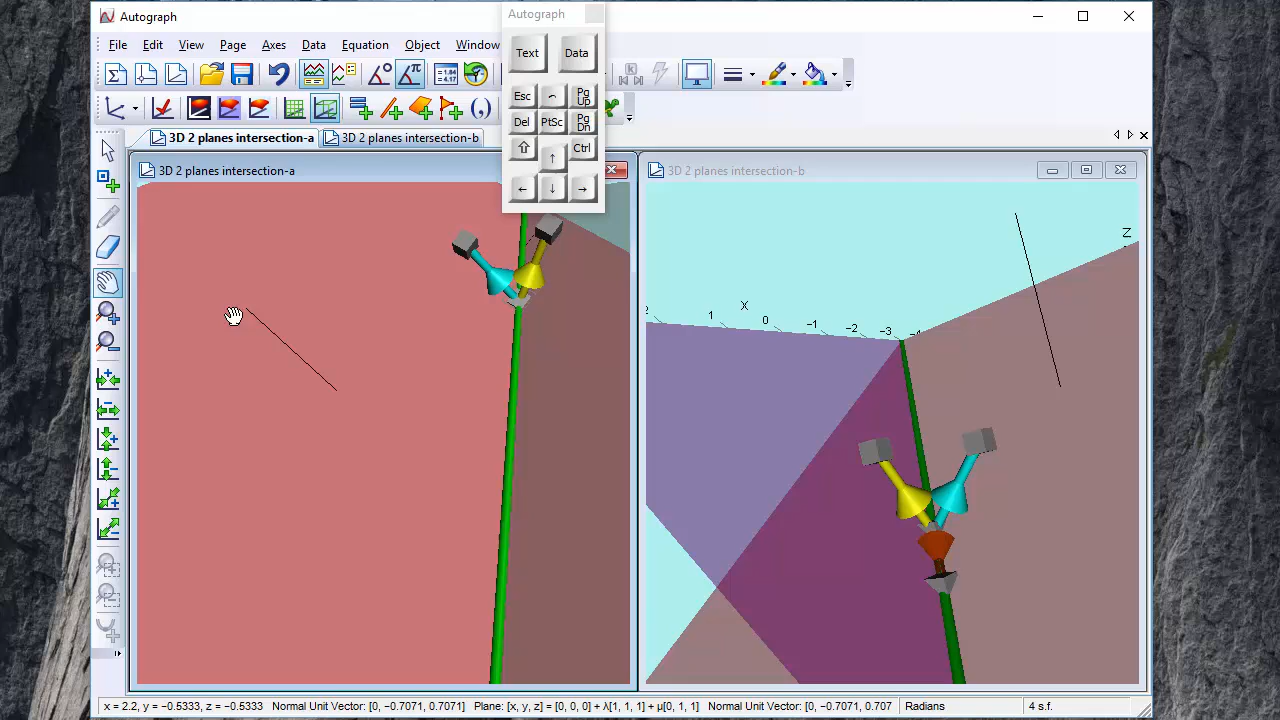 Autograph
Autograph
File Edit View Page Axes Data Equation Object Window
Text Data
Esc Pg Up
Del PtSc Pg Dn
Ctrl
3D 2 planes intersection-a 3D 2 planes intersection-b
3D 2 planes intersection-a
3D 2 planes intersection-b
Z
X
2 1 0 −1 −2 −3 −4
x = 2.2, y = −0.5333, z = −0.5333 Normal Unit Vector: [0, −0.7071, 0.7071] Plane: [x, y, z] = [0, 0, 0] + λ[1, 1, 1] + μ[0, 1, 1] Normal Unit Vector: [0, −0.7071, 0.707 Radians 4 s.f.